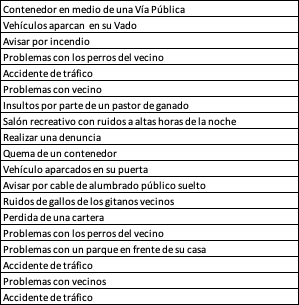 Contenedor en medio de una Vía Pública
Vehículos aparcan en su Vado
Avisar por incendio
Problemas con los perros del vecino
Accidente de tráfico
Problemas con vecino
Insultos por parte de un pastor de ganado
Salón recreativo con ruidos a altas horas de la noche
Realizar una denuncia
Quema de un contenedor
Vehículo aparcados en su puerta
Avisar por cable de alumbrado público suelto
Ruidos de gallos de los gitanos vecinos
Perdida de una cartera
Problemas con los perros del vecino
Problemas con un parque en frente de su casa
Accidente de tráfico
Problemas con vecinos
Accidente de tráfico